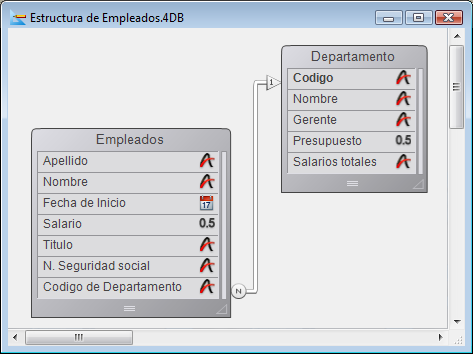 Estructura de Empleados.4DB
Departamento
Codigo
Nombre
Gerente
Presupuesto 0.5
Salarios totales
1
Empleados
Apellido
Nombre
Fecha de Inicio 17
Salario 0.5
Titulo
N. Seguridad social
Codigo de Departamento
N